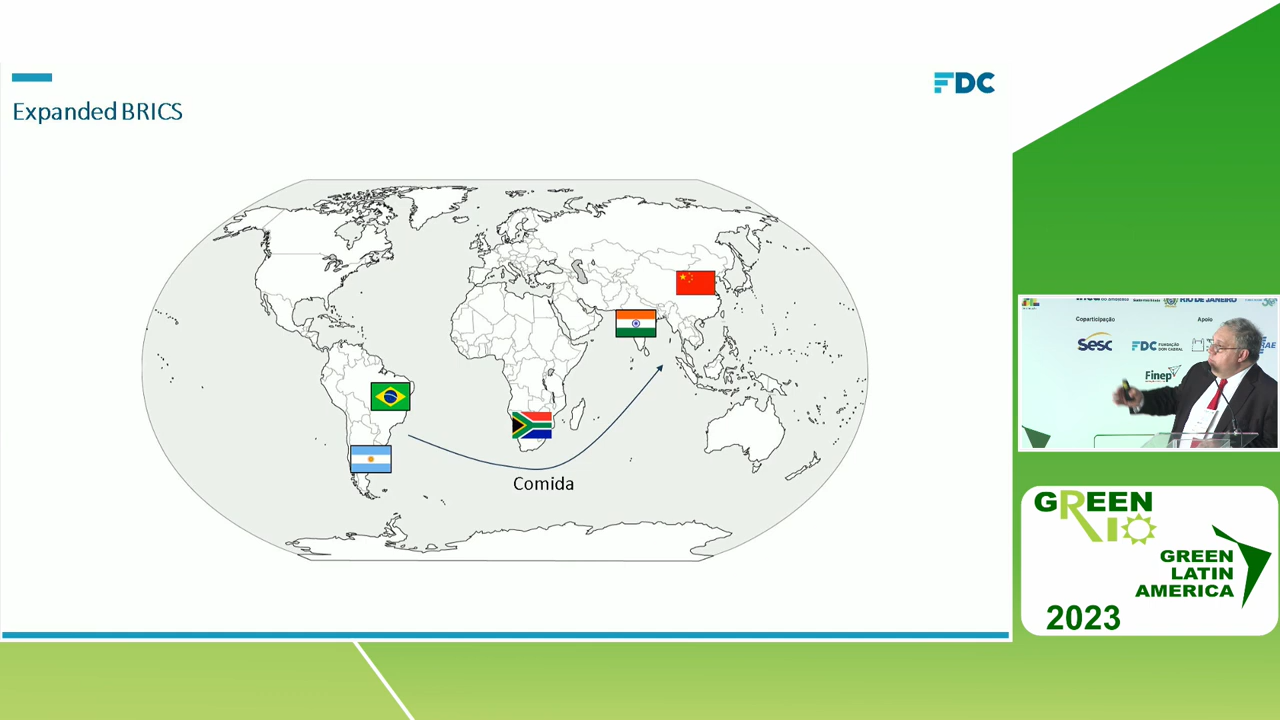 FDC
Expanded BRICS
Comida
RIO DE JANEIRO
Coparticipação
Apoio
Sesc
FDC FUNDAÇÃO DOM CABRAL
Finep
GREEN
RIO
GREEN
LATIN
AMERICA
2023